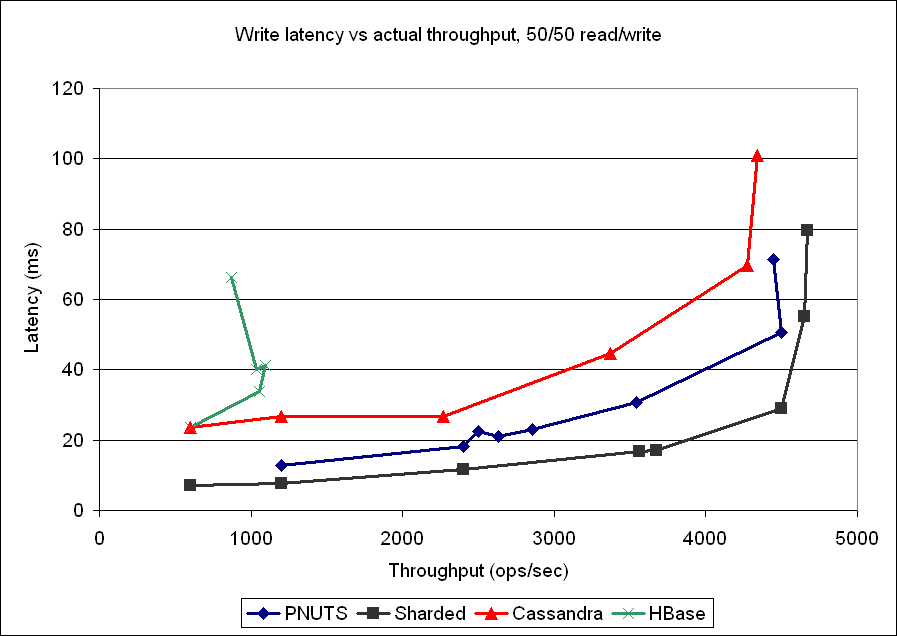 Write latency vs actual throughput, 50/50 read/write
120
100
80
60
40
20
0
Latency (ms)
0 1000 2000 3000 4000 5000
Throughput (ops/sec)
PNUTS Sharded Cassandra HBase